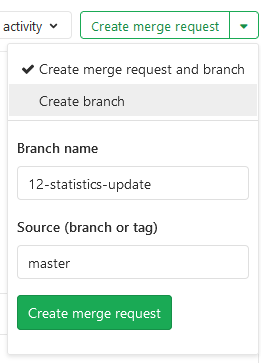 activity Create merge request
Create merge request and branch
Create branch
Branch name
12-statistics-update
Source (branch or tag)
master
Create merge request